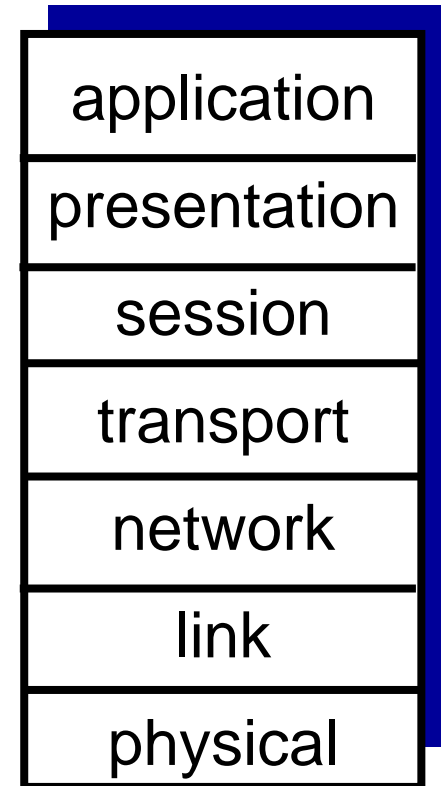 application
presentation
session
transport
network
link
physical